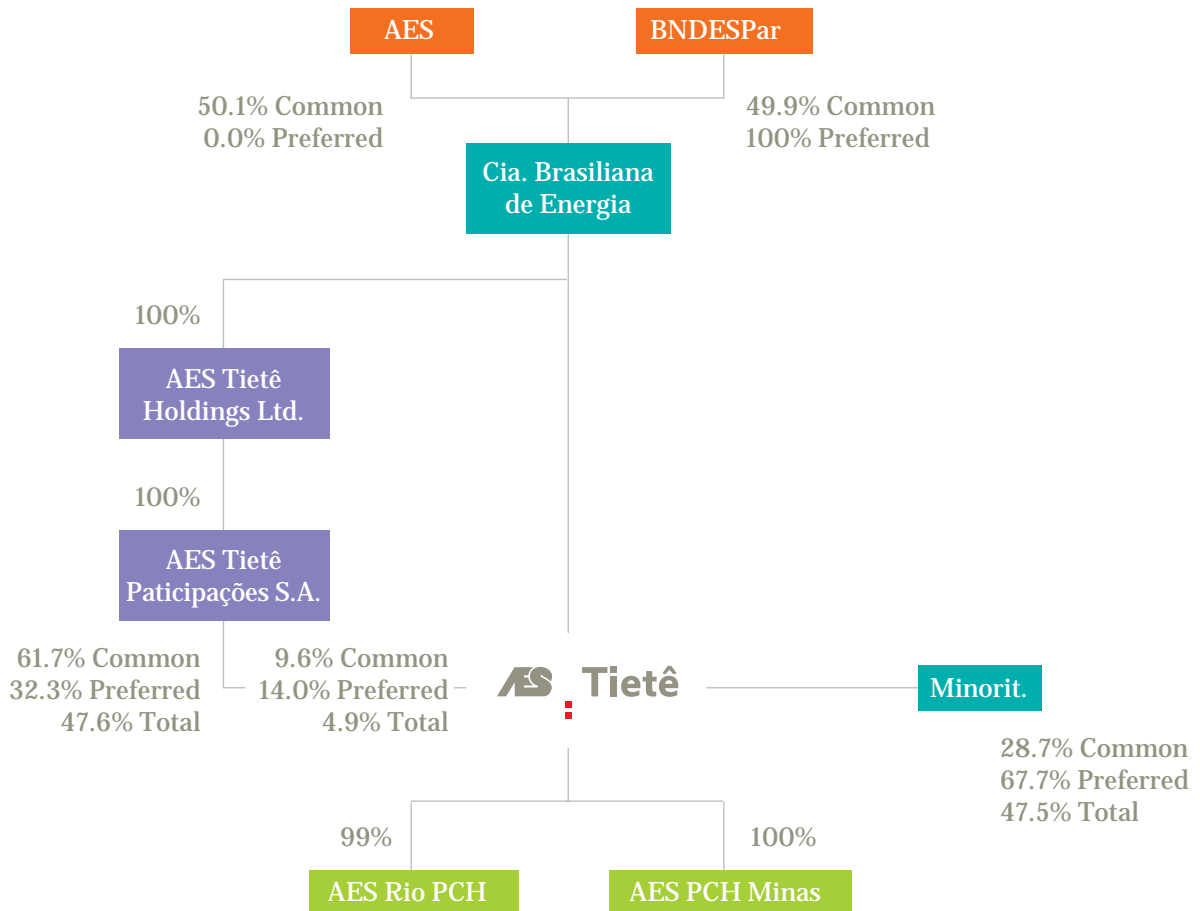 AES
BNDESPar
50.1% Common
0.0% Preferred
49.9% Common
100% Preferred
Cia. Brasiliana
de Energia
100%
AES Tietê
Holdings Ltd.
100%
AES Tietê
Paticipações S.A.
61.7% Common
32.3% Preferred
47.6% Total
9.6% Common
14.0% Preferred
4.9% Total
AES Tietê
Minorit.
28.7% Common
67.7% Preferred
47.5% Total
99%
100%
AES Rio PCH
AES PCH Minas